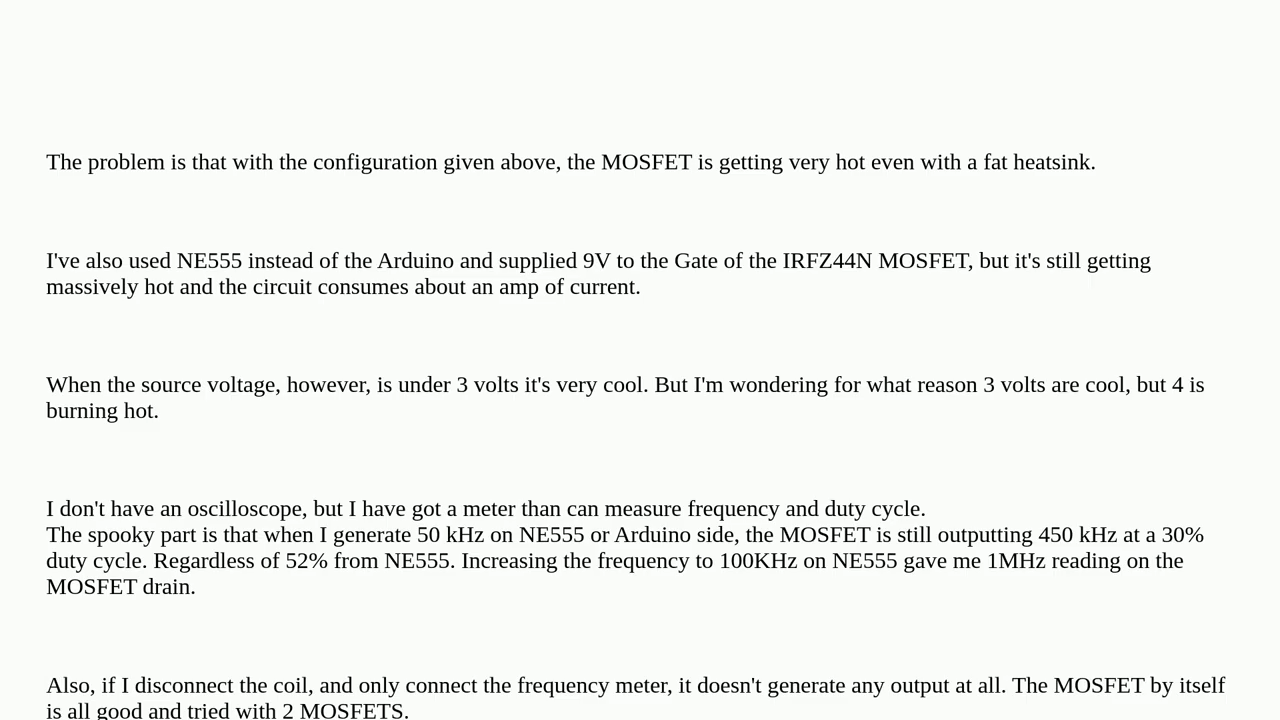 The problem is that with the configuration given above, the MOSFET is getting very hot even with a fat heatsink.
I've also used NE555 instead of the Arduino and supplied 9V to the Gate of the IRFZ44N MOSFET, but it's still getting
massively hot and the circuit consumes about an amp of current.
When the source voltage, however, is under 3 volts it's very cool. But I'm wondering for what reason 3 volts are cool, but 4 is
burning hot.
I don't have an oscilloscope, but I have got a meter than can measure frequency and duty cycle.
The spooky part is that when I generate 50 kHz on NE555 or Arduino side, the MOSFET is still outputting 450 kHz at a 30%
duty cycle. Regardless of 52% from NE555. Increasing the frequency to 100KHz on NE555 gave me 1MHz reading on the
MOSFET drain.
Also, if I disconnect the coil, and only connect the frequency meter, it doesn't generate any output at all. The MOSFET by itself
is all good and tried with 2 MOSFETS.